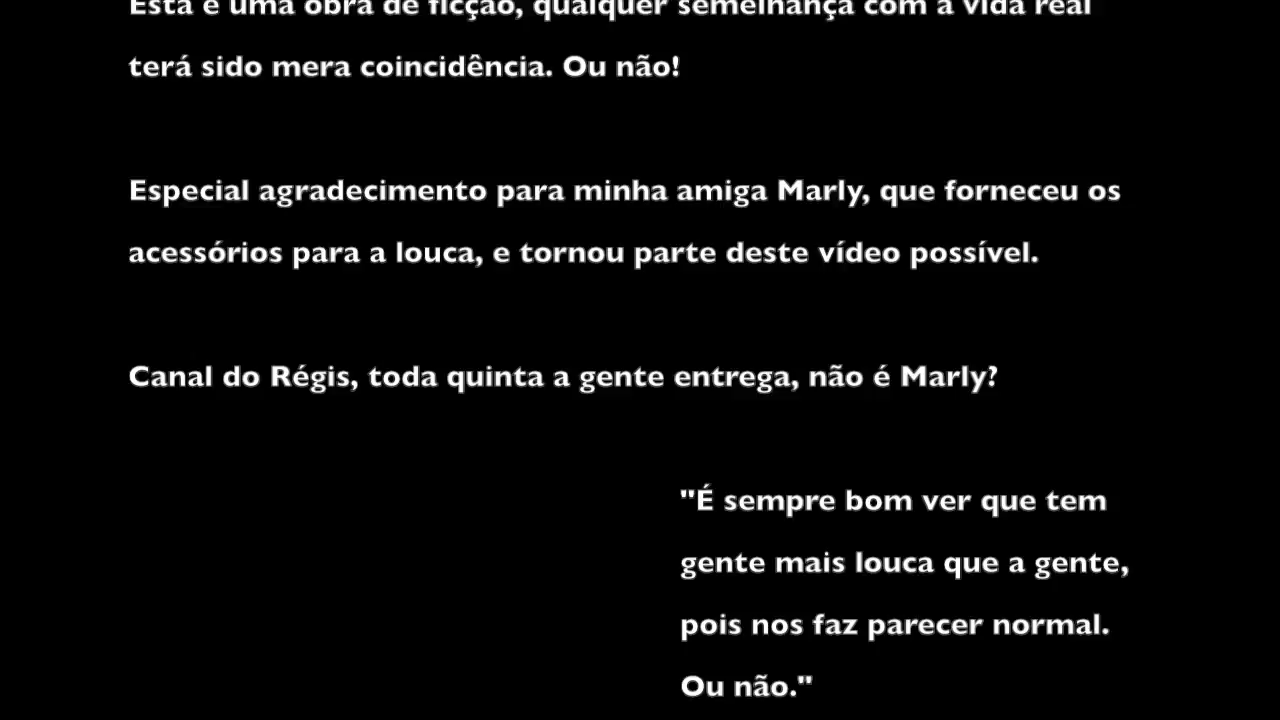 Esta é uma obra de ficção, qualquer semelhança com a vida real
terá sido mera coincidência. Ou não!
Especial agradecimento para minha amiga Marly, que forneceu os
acessórios para a louca, e tornou parte deste vídeo possível.
Canal do Régis, toda quinta a gente entrega, não é Marly?
"É sempre bom ver que tem
gente mais louca que a gente,
pois nos faz parecer normal.
Ou não."